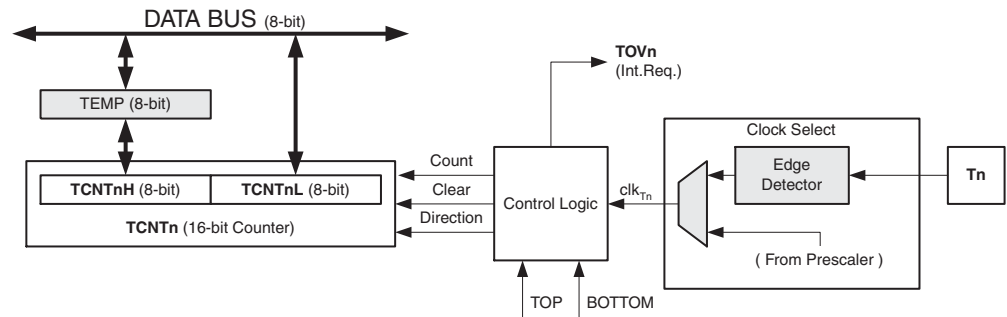 DATA BUS (8-bit)
TEMP (8-bit)
TCNTnH (8-bit)
TCNTnL (8-bit)
TCNTn (16-bit Counter)
Count
Clear
Direction
Control Logic
TOVn
(Int.Req.)
TOP
BOTTOM
clkTn
Clock Select
Edge
Detector
( From Prescaler )
Tn